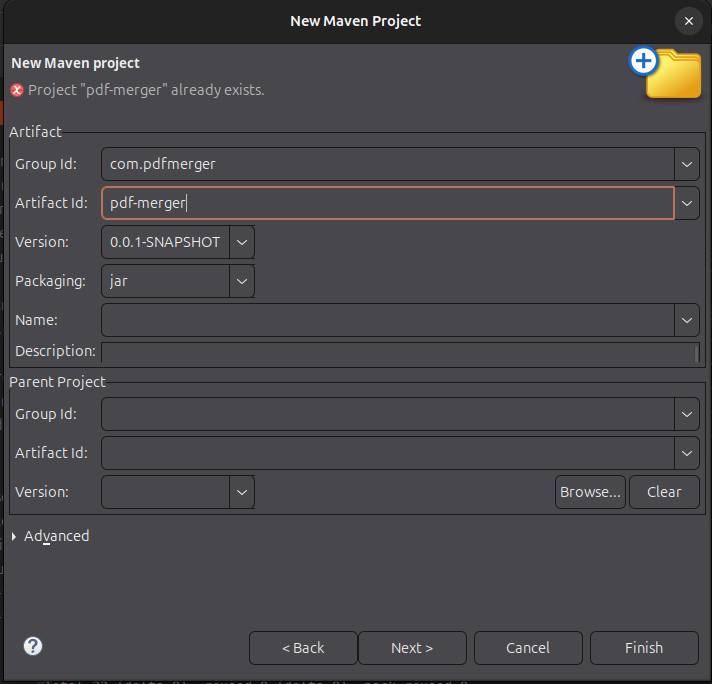 New Maven Project
New Maven project
Project "pdf-merger" already exists.
Artifact
Group Id: com.pdfmerger
Artifact Id: pdf-merger
Version: 0.0.1-SNAPSHOT
Packaging: jar
Name:
Description:
Parent Project
Group Id:
Artifact Id:
Version: Browse... Clear
Advanced
? < Back Next > Cancel Finish